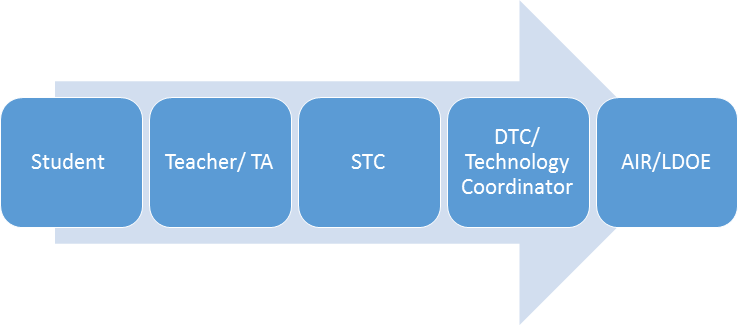 Student
Teacher/ TA
STC
DTC/
Technology
Coordinator
AIR/LDOE